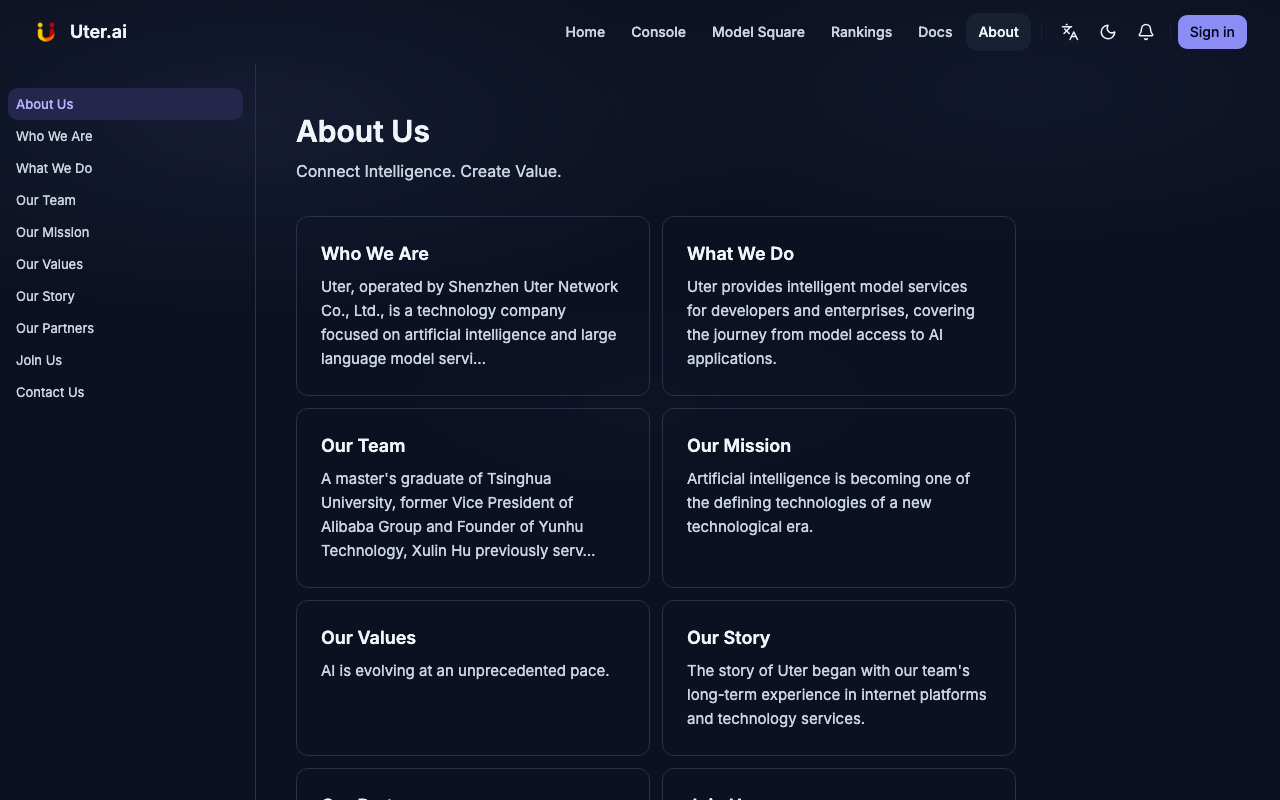 Uter.ai
Home
Console
Model Square
Rankings
Docs
About
Sign in
About Us
Who We Are
What We Do
Our Team
Our Mission
Our Values
Our Story
Our Partners
Join Us
Contact Us
About Us
Connect Intelligence. Create Value.
Who We Are
Uter, operated by Shenzhen Uter Network
Co., Ltd., is a technology company
focused on artificial intelligence and large
language model servi...
What We Do
Uter provides intelligent model services
for developers and enterprises, covering
the journey from model access to AI
applications.
Our Team
A master's graduate of Tsinghua
University, former Vice President of
Alibaba Group and Founder of Yunhu
Technology, Xulin Hu previously serv...
Our Mission
Artificial intelligence is becoming one of
the defining technologies of a new
technological era.
Our Values
AI is evolving at an unprecedented pace.
Our Story
The story of Uter began with our team's
long-term experience in internet platforms
and technology services.